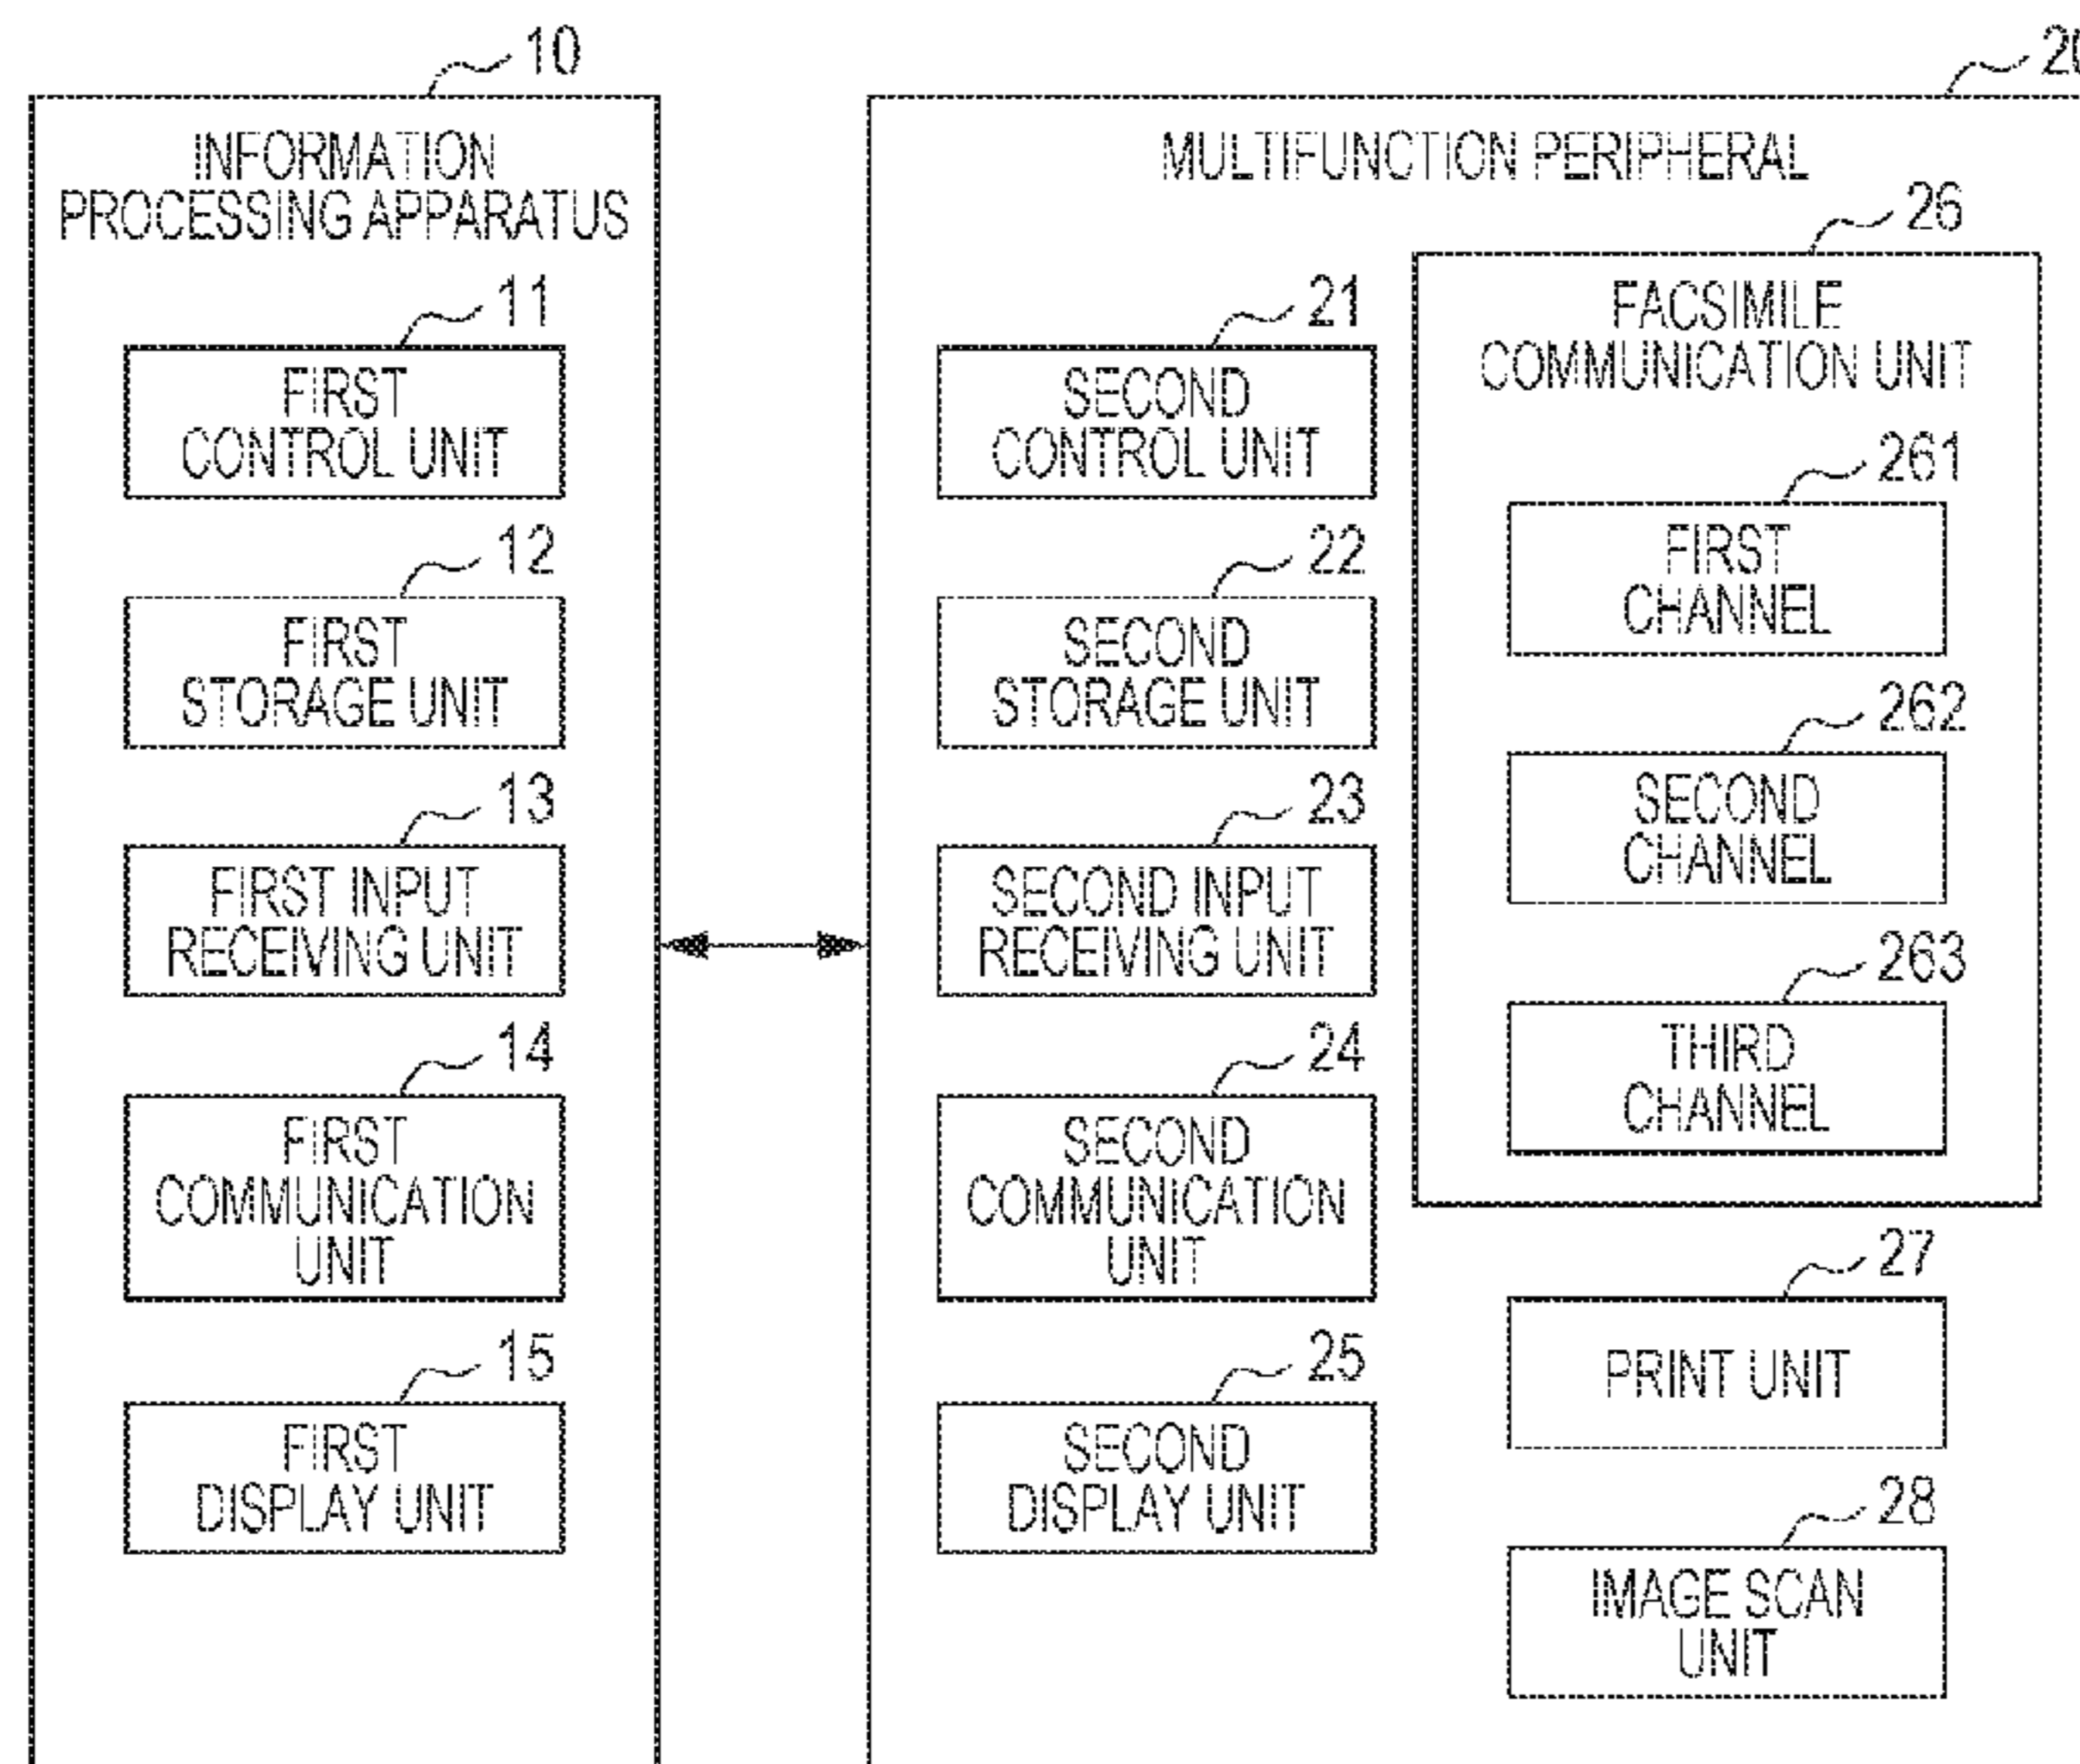 10
INFORMATION
PROCESSING APPARATUS
11
FIRST
CONTROL UNIT
12
FIRST
STORAGE UNIT
13
FIRST INPUT
RECEIVING UNIT
14
FIRST
COMMUNICATION
UNIT
15
FIRST
DISPLAY UNIT
20
MULTIFUNCTION PERIPHERAL
21
SECOND
CONTROL UNIT
22
SECOND
STORAGE UNIT
23
SECOND INPUT
RECEIVING UNIT
24
SECOND
COMMUNICATION
UNIT
25
SECOND
DISPLAY UNIT
26
FACSIMILE
COMMUNICATION UNIT
261
FIRST
CHANNEL
262
SECOND
CHANNEL
263
THIRD
CHANNEL
27
PRINT UNIT
28
IMAGE SCAN
UNIT